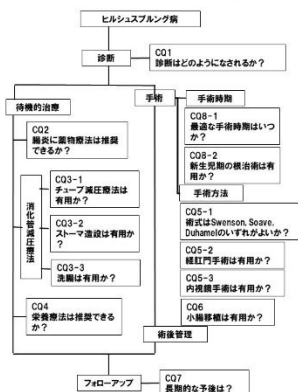 ヒルシュスプルング病
診断
CQ1
診断はどのようになされるか?
待機的治療
手術
手術時期
CQ2
腸炎に薬物療法は推奨
できるか?
CQ8-1
最適な手術時期はいつ
か?
CQ8-2
新生児期の根治術は有
用か?
消化管減圧療法
CQ3-1
チューブ減圧療法は
有用か?
CQ3-2
ストーマ造設は有用か
?
CQ3-3
洗腸は有用か?
手術方法
CQ5-1
術式はSwenson, Soave,
Duhamelのいずれがよいか?
CQ5-2
経肛門手術は有用か?
CQ5-3
内視鏡手術は有用か?
CQ6
小腸移植は有用か?
CQ4
栄養療法は推奨できる
か?
術後管理
フォローアップ
CQ7
長期的な予後は?